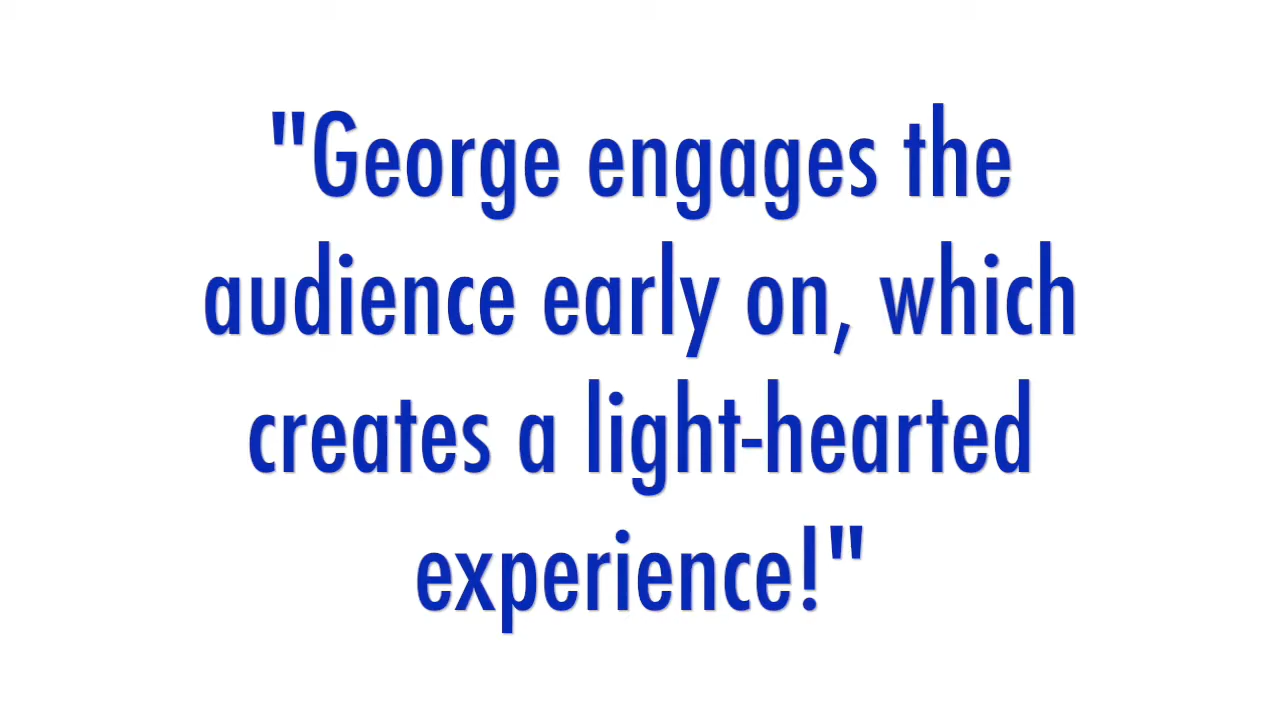 "George engages the
audience early on, which
creates a light-hearted
experience!"